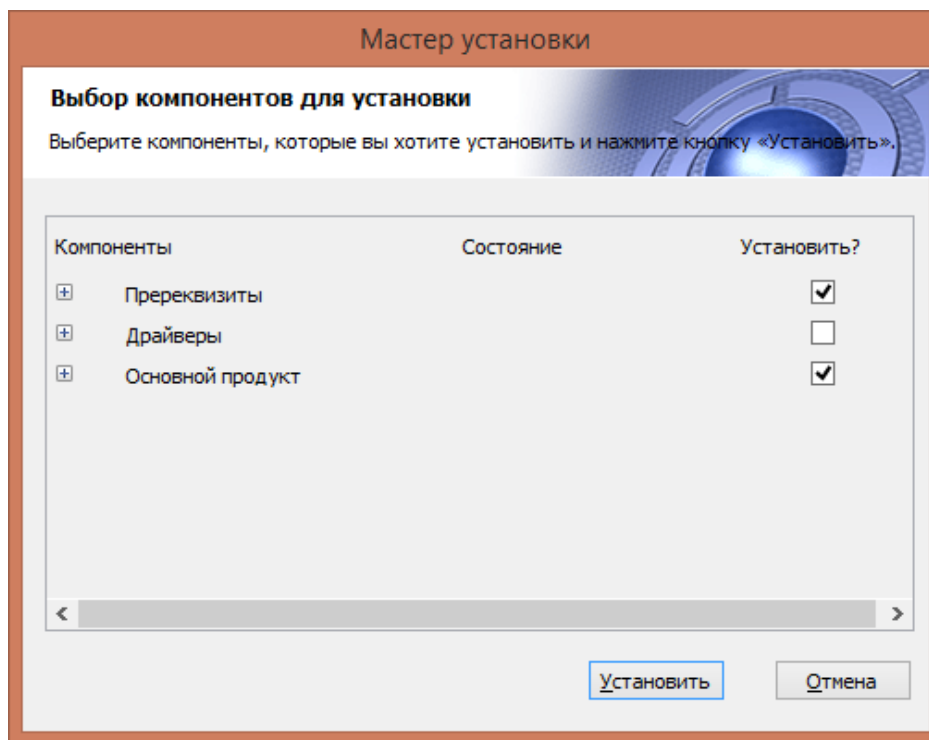 Мастер установки
Выбор компонентов для установки
Выберите компоненты, которые вы хотите установить и нажмите кнопку «Установить».
Компоненты Состояние Установить?
Пререквизиты
Драйверы
Основной продукт
Установить Отмена